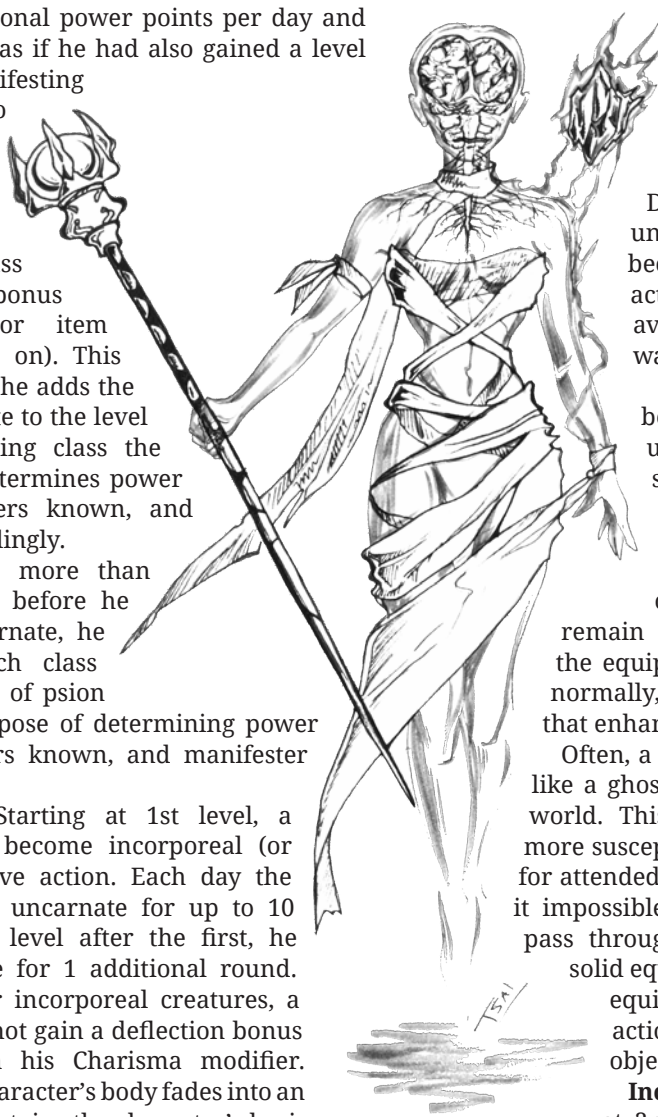 onal power points per day and
as if he had also gained a level
ifesting
ss
bonus
or item
on). This
he adds the
e to the level
ing class the
termines power
ers known, and
lingly.
more than
before he
rnate, he
ch class
of psion
pose of determining power
rs known, and manifester
Starting at 1st level, a
become incorporeal (or
ve action. Each day the
uncarnate for up to 10
level after the first, he
e for 1 additional round.
r incorporeal creatures, a
not gain a deflection bonus
his Charisma modifier.
aracter's body fades into an
TSAI
D
un
bec
act
av
wa
be
u
s
remain
the equip
normally,
that enhan
Often, a
like a ghos
world. This
more suscep
for attended
it impossible
pass throug
solid eq
equi
actio
obje
Inc